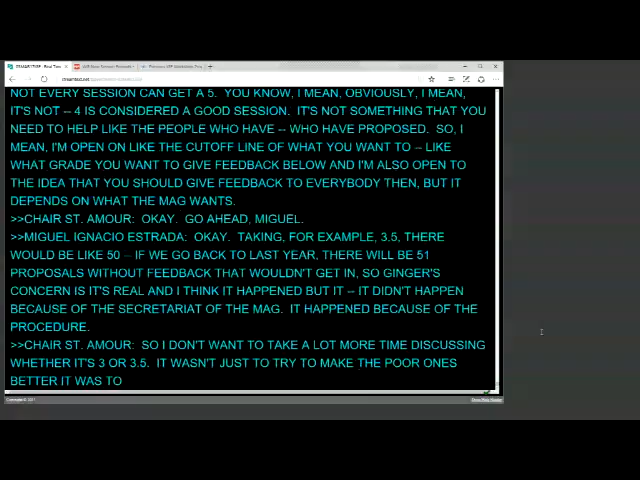 NOT EVERY SESSION CAN GET A 5. YOU KNOW, I MEAN, OBVIOUSLY, I MEAN,
IT'S NOT -- 4 IS CONSIDERED A GOOD SESSION. IT'S NOT SOMETHING THAT YOU
NEED TO HELP LIKE THE PEOPLE WHO HAVE -- WHO HAVE PROPOSED. SO, I
MEAN, I'M OPEN ON LIKE THE CUTOFF LINE OF WHAT YOU WANT TO -- LIKE
WHAT GRADE YOU WANT TO GIVE FEEDBACK BELOW AND I'M ALSO OPEN TO
THE IDEA THAT YOU SHOULD GIVE FEEDBACK TO EVERYBODY THEN, BUT IT
DEPENDS ON WHAT THE MAG WANTS.
>>CHAIR ST. AMOUR: OKAY. GO AHEAD, MIGUEL.
>>MIGUEL IGNACIO ESTRADA: OKAY. TAKING, FOR EXAMPLE, 3.5, THERE
WOULD BE LIKE 50 -- IF WE GO BACK TO LAST YEAR, THERE WILL BE 51
PROPOSALS WITHOUT FEEDBACK THAT WOULDN'T GET IN, SO GINGER'S
CONCERN IS IT'S REAL AND I THINK IT HAPPENED BUT IT -- IT DIDN'T HAPPEN
BECAUSE OF THE SECRETARIAT OF THE MAG. IT HAPPENED BECAUSE OF THE
PROCEDURE.
>>CHAIR ST. AMOUR: SO I DON'T WANT TO TAKE A LOT MORE TIME DISCUSSING
WHETHER IT'S 3 OR 3.5. IT WASN'T JUST TO TRY TO MAKE THE POOR ONES
BETTER IT WAS TO